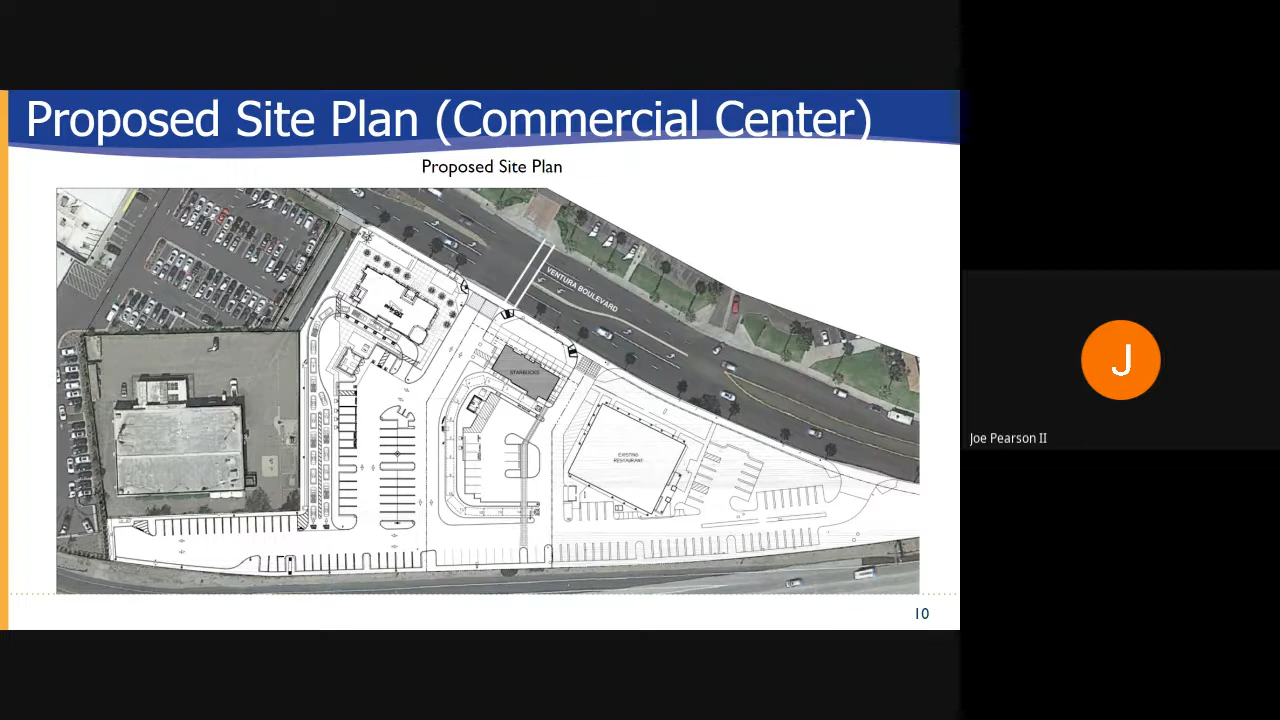 Proposed Site Plan (Commercial Center)
Proposed Site Plan
VENTURA BOULEVARD
STARBUCKS
EXISTING
RESTAURANT
10
J
Joe Pearson II